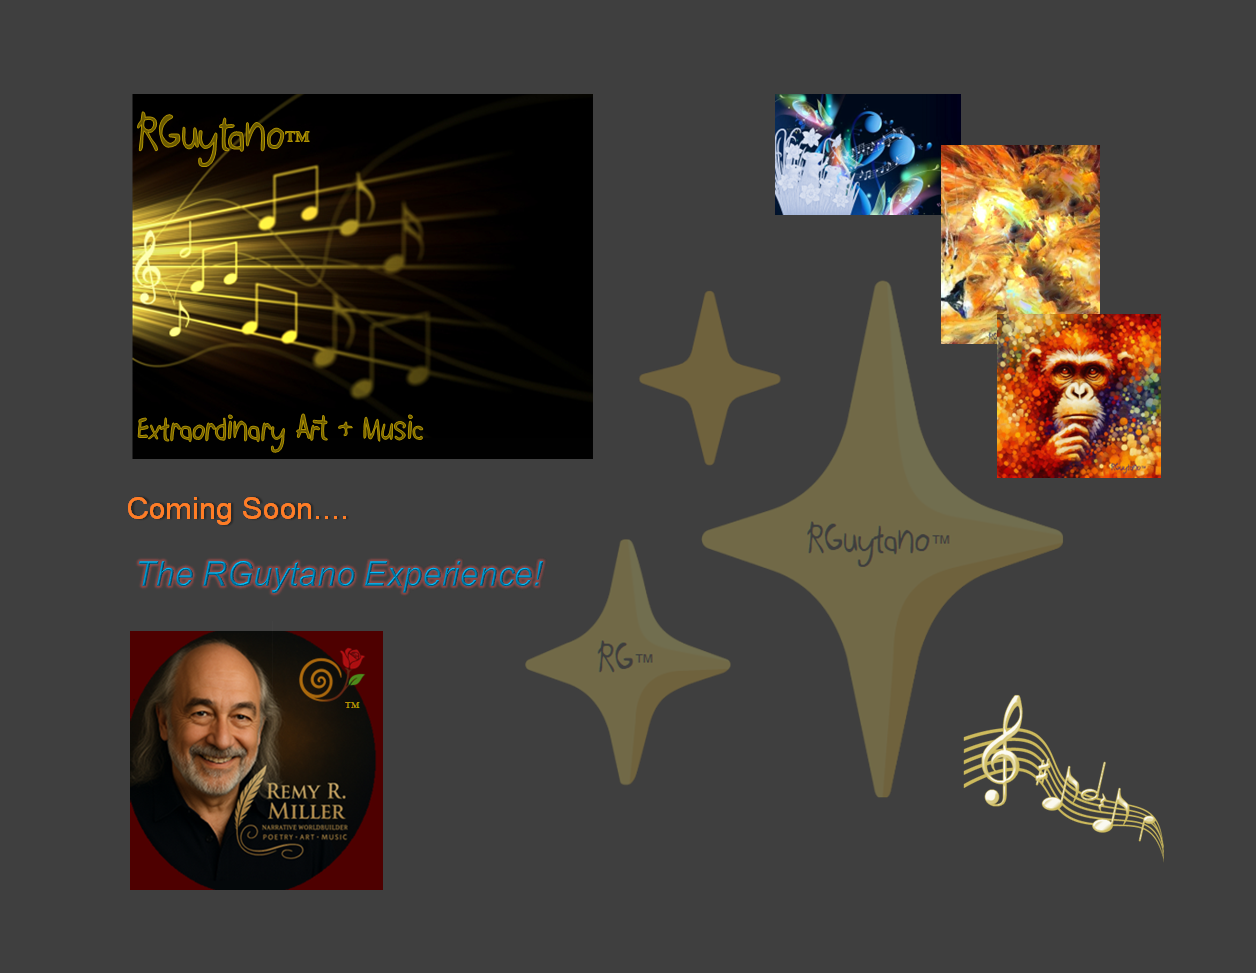 RGuytano™
Extraordinary Art + Music
Coming Soon....
The RGuytano Experience!
RGuytano™
RG™
RGuytano™
™
REMY R.
MILLER
NARRATIVE WORLDBUILDER
POETRY • ART • MUSIC